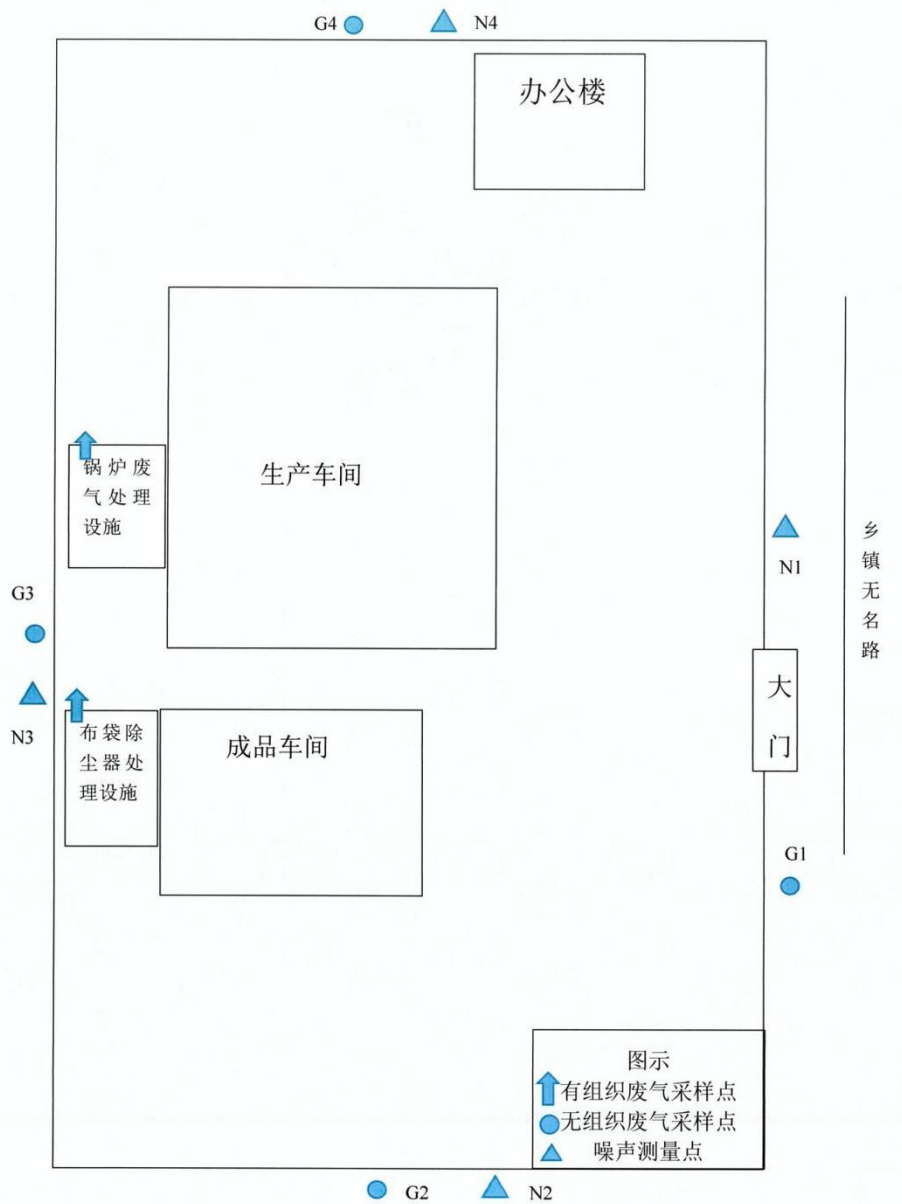 G4
N4
办公楼
锅炉废
气处理
设施
生产车间
N1
乡
镇
无
名
路
G3
N3
大
门
布袋除
尘器处
理设施
成品车间
G1
图示
有组织废气采样点
无组织废气采样点
噪声测量点
G2
N2